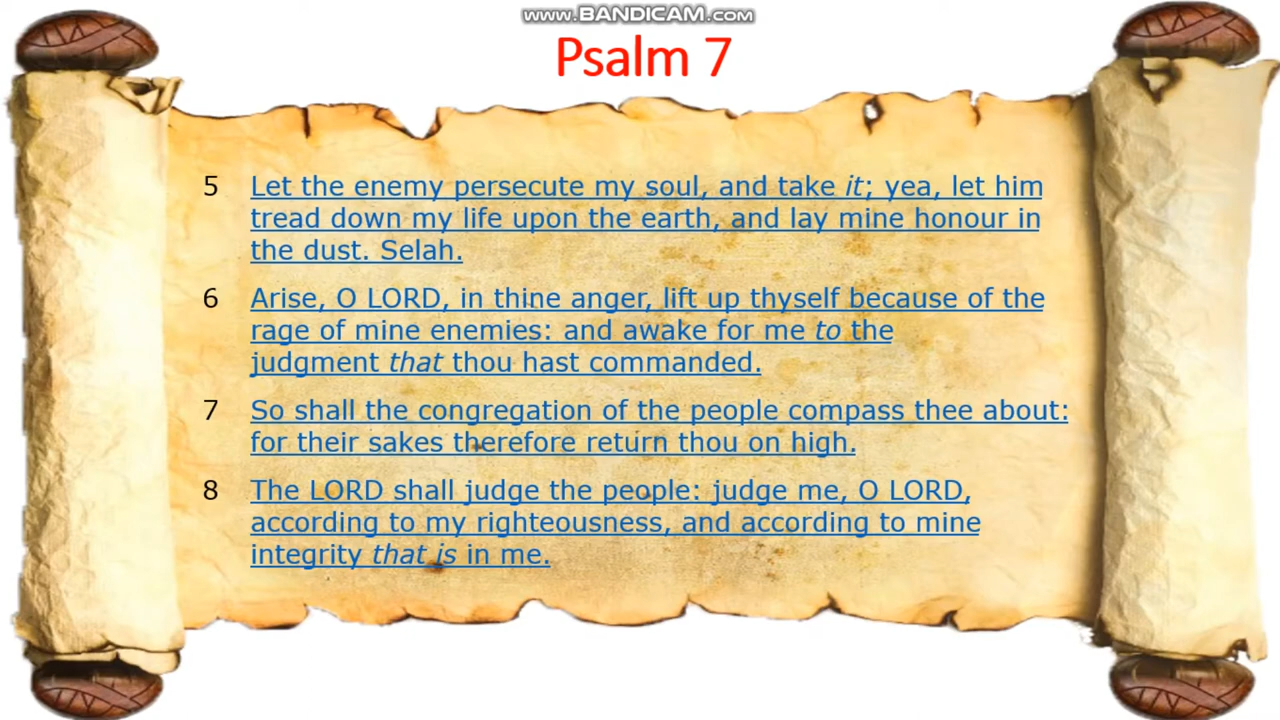 www.BANDICAM.com
Psalm 7
5 Let the enemy persecute my soul, and take it; yea, let him
tread down my life upon the earth, and lay mine honour in
the dust. Selah.
6 Arise, O LORD, in thine anger, lift up thyself because of the
rage of mine enemies: and awake for me to the
judgment that thou hast commanded.
7 So shall the congregation of the people compass thee about:
for their sakes therefore return thou on high.
8 The LORD shall judge the people: judge me, O LORD,
according to my righteousness, and according to mine
integrity that is in me.